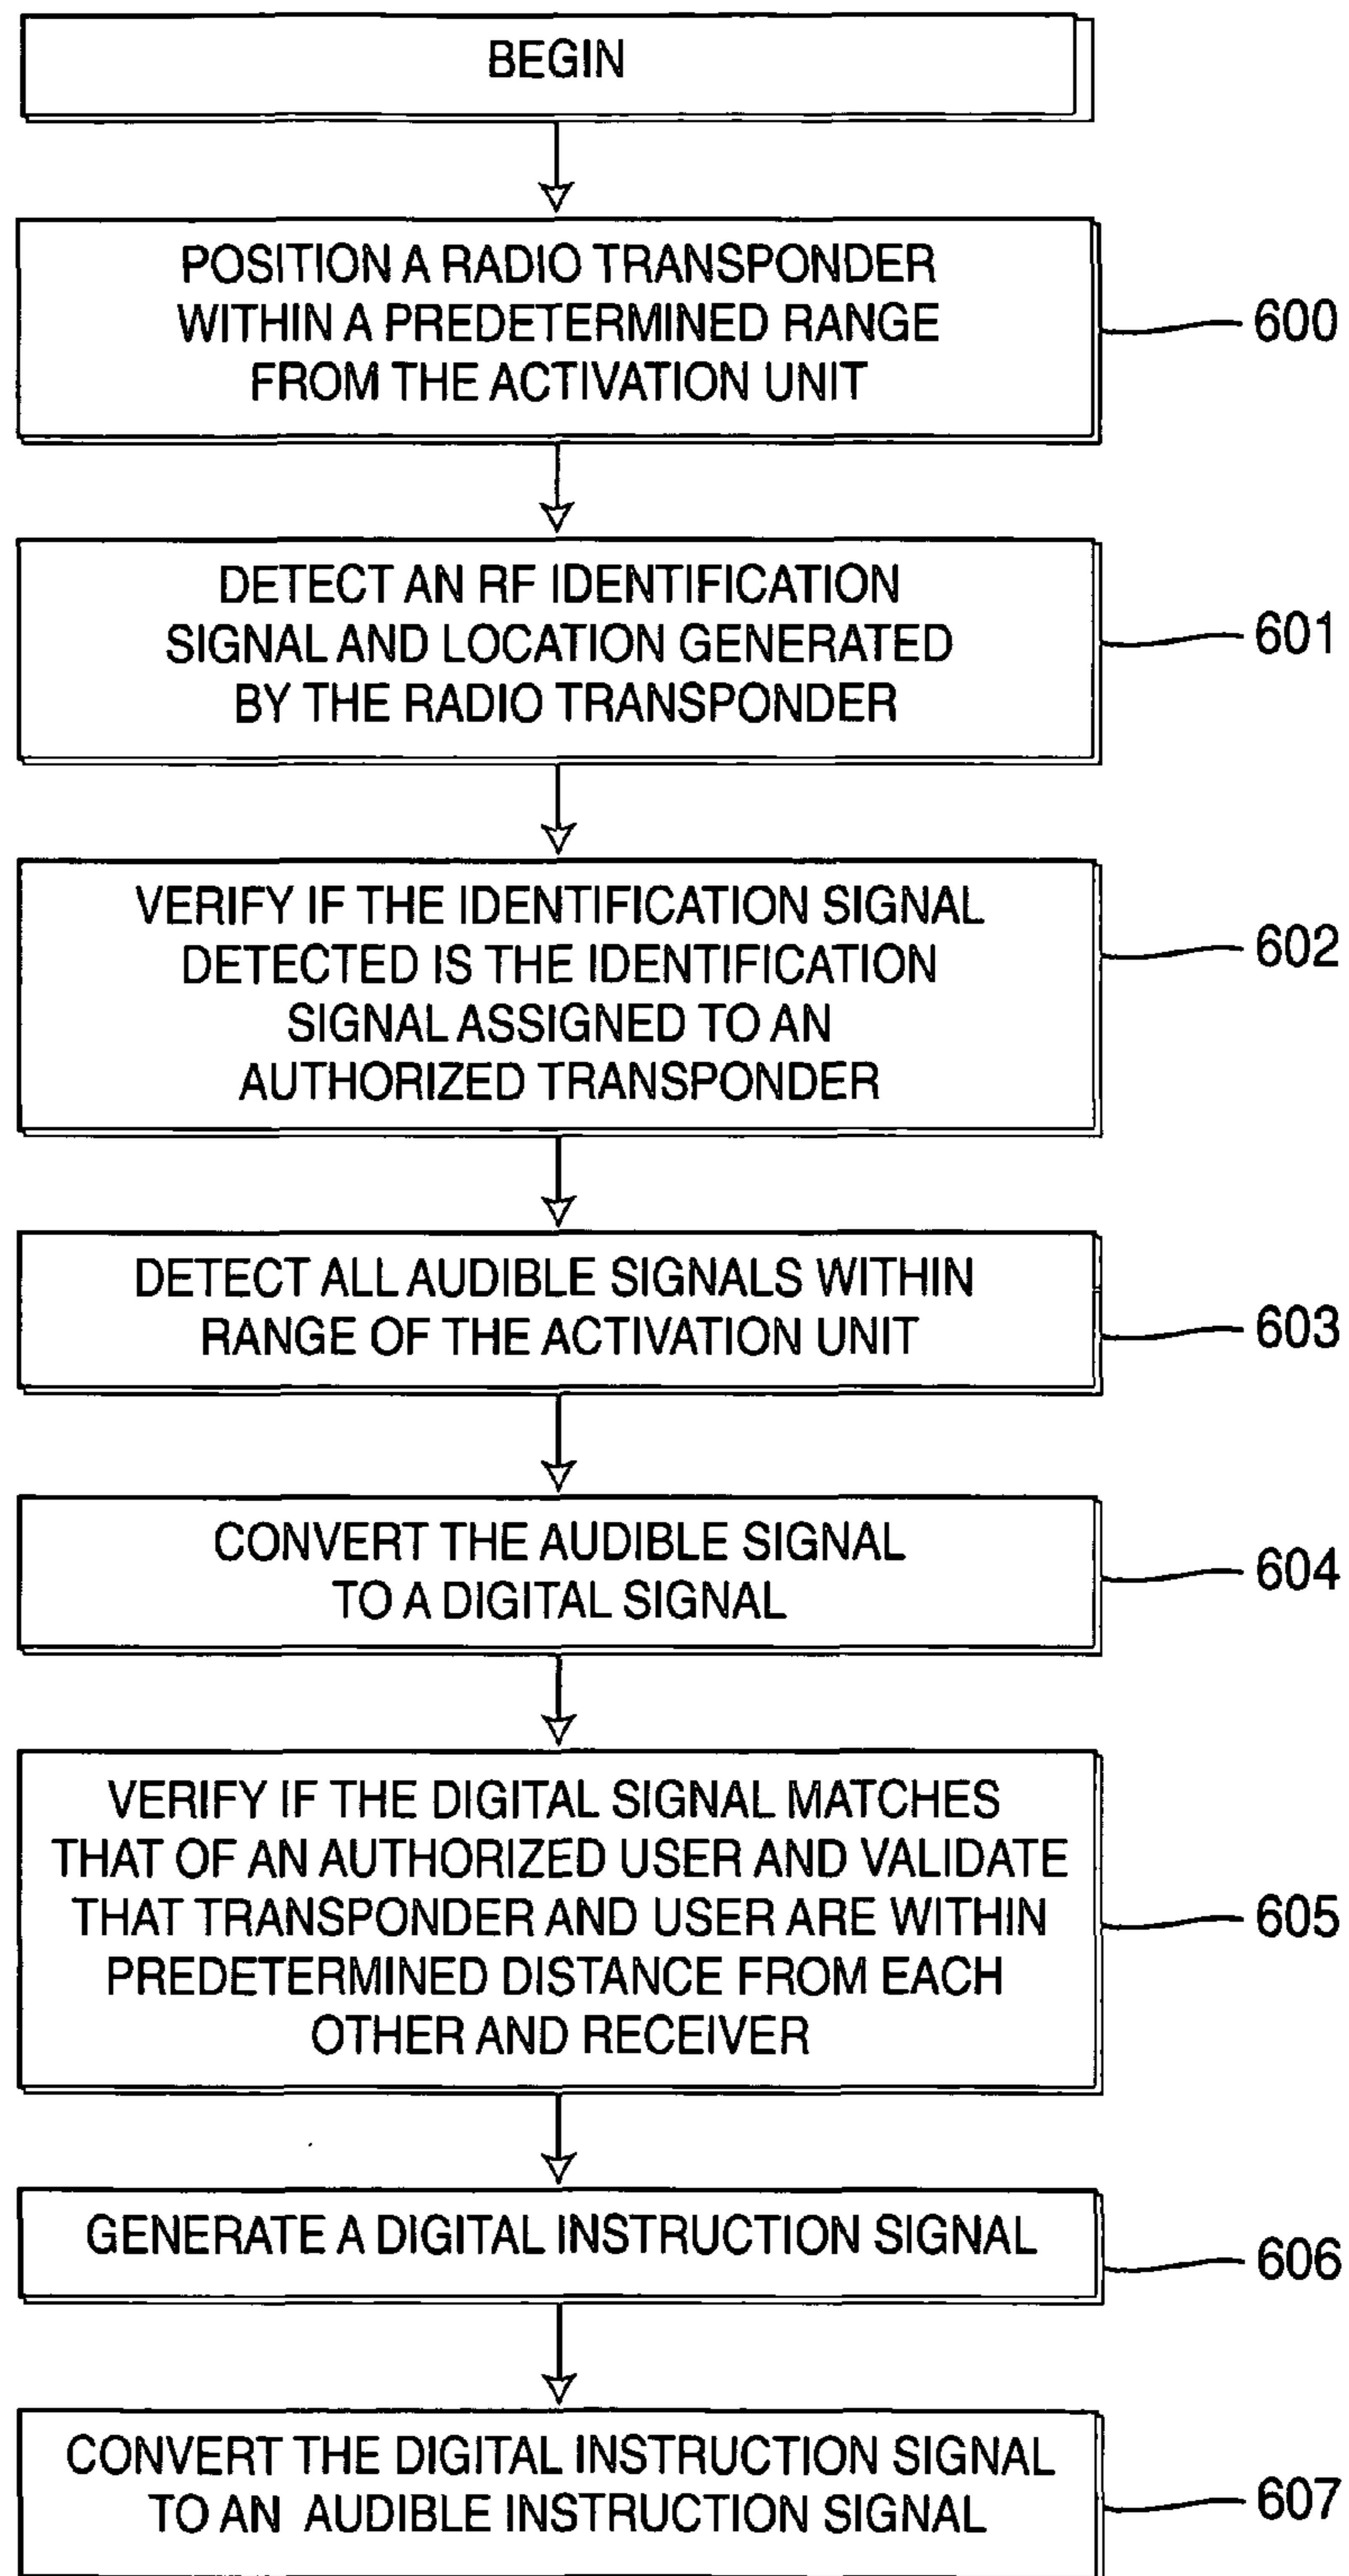 BEGIN
POSITION A RADIO TRANSPONDER
WITHIN A PREDETERMINED RANGE
FROM THE ACTIVATION UNIT
600
DETECT AN RF IDENTIFICATION
SIGNAL AND LOCATION GENERATED
BY THE RADIO TRANSPONDER
601
VERIFY IF THE IDENTIFICATION SIGNAL
DETECTED IS THE IDENTIFICATION
SIGNAL ASSIGNED TO AN
AUTHORIZED TRANSPONDER
602
DETECT ALL AUDIBLE SIGNALS WITHIN
RANGE OF THE ACTIVATION UNIT
603
CONVERT THE AUDIBLE SIGNAL
TO A DIGITAL SIGNAL
604
VERIFY IF THE DIGITAL SIGNAL MATCHES
THAT OF AN AUTHORIZED USER AND VALIDATE
THAT TRANSPONDER AND USER ARE WITHIN
PREDETERMINED DISTANCE FROM EACH
OTHER AND RECEIVER
605
GENERATE A DIGITAL INSTRUCTION SIGNAL
606
CONVERT THE DIGITAL INSTRUCTION SIGNAL
TO AN AUDIBLE INSTRUCTION SIGNAL
607